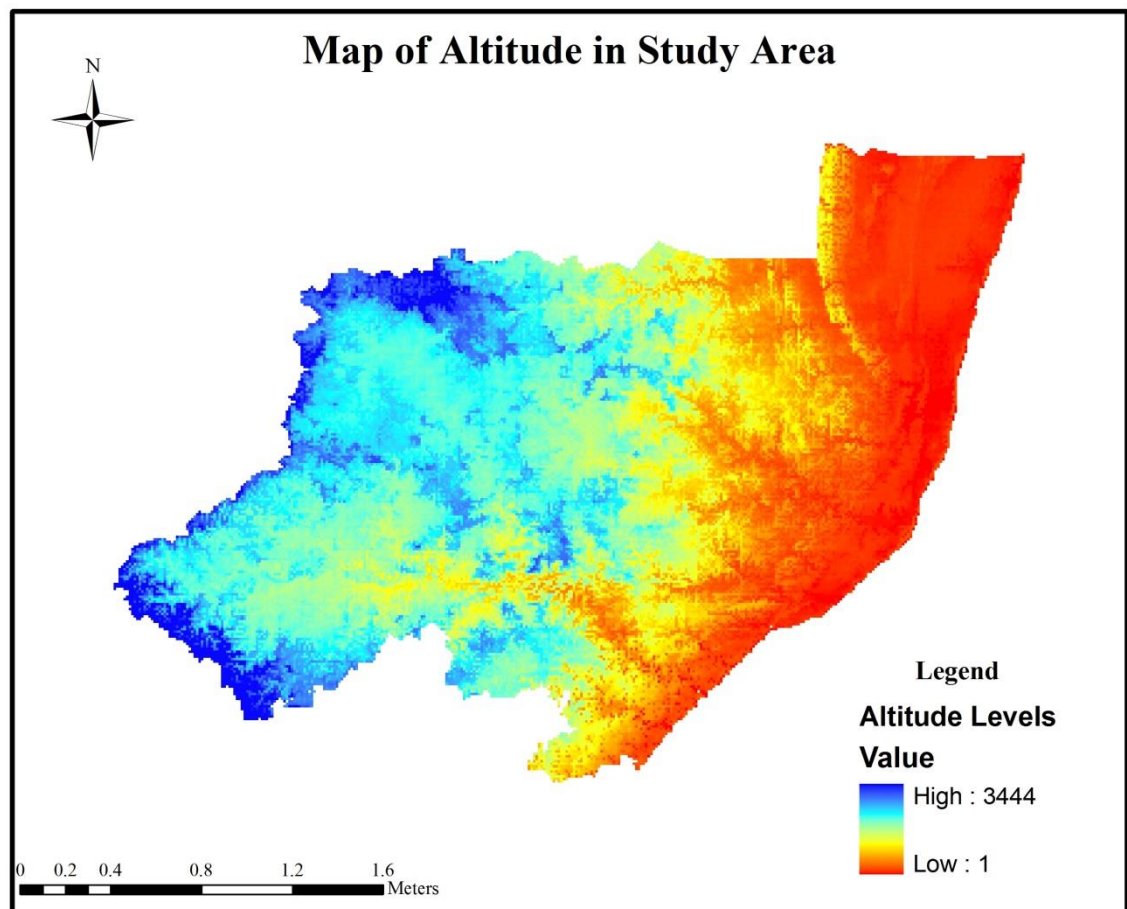 Map of Altitude in Study Area
N
Legend
Altitude Levels
Value
High : 3444
Low : 1
0 0.2 0.4 0.8 1.2 1.6
Meters